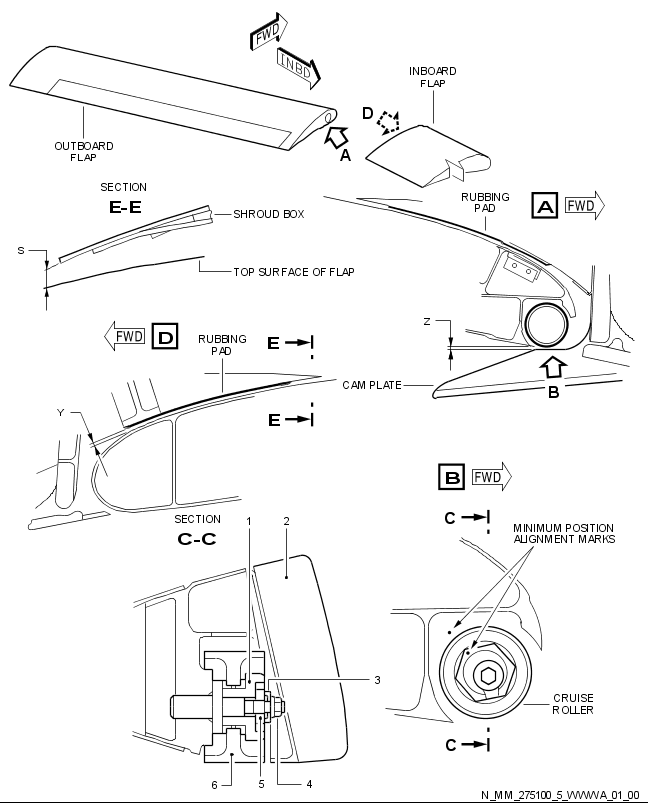 FWD
INBD
INBOARD
FLAP
D
OUTBOARD
FLAP
A
SECTION
E-E
SHROUD BOX
S
TOP SURFACE OF FLAP
RUBBING
PAD
A
FWD
Z
CAM PLATE
B
FWD
D
RUBBING
PAD
E
E
Y
B
FWD
SECTION
C-C
1
2
3
6
5
4
C
MINIMUM POSITION
ALIGNMENT MARKS
CRUISE
ROLLER
C
N_MM_275100_5_WWWA_01_00